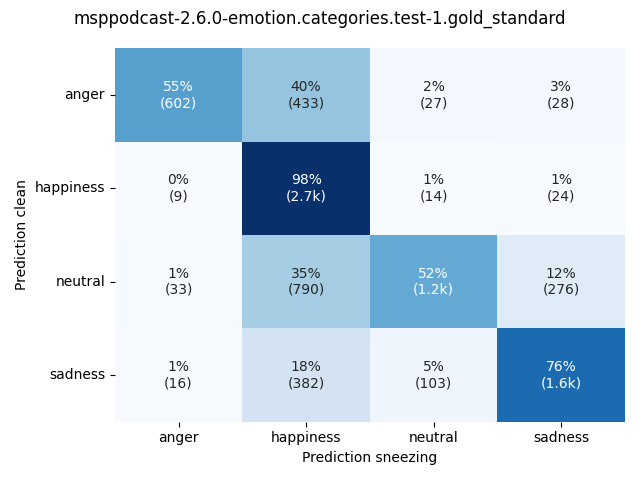 msppodcast-2.6.0-emotion.categories.test-1.gold_standard
Prediction clean
anger
55%
(602)
40%
(433)
2%
(27)
3%
(28)
happiness
0%
(9)
98%
(2.7k)
1%
(14)
1%
(24)
neutral
1%
(33)
35%
(790)
52%
(1.2k)
12%
(276)
sadness
1%
(16)
18%
(382)
5%
(103)
76%
(1.6k)
anger
happiness
neutral
sadness
Prediction sneezing